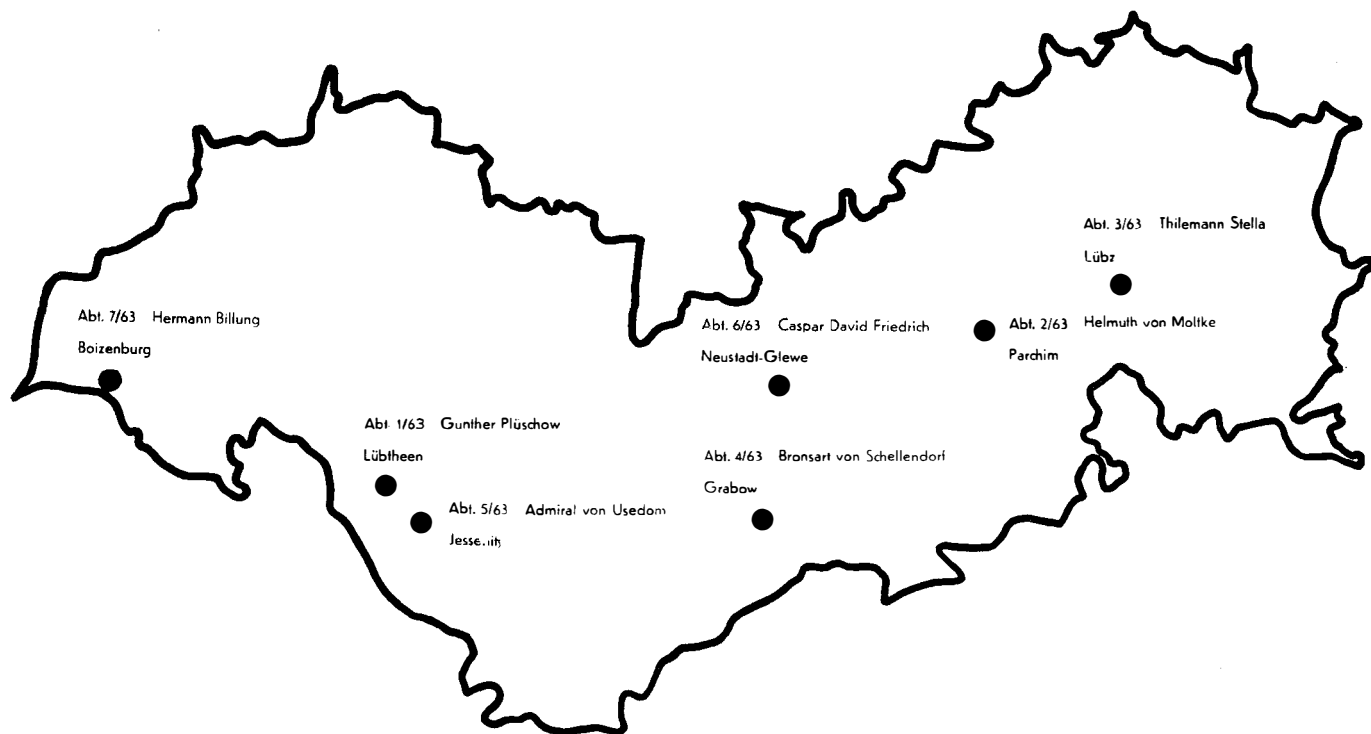 Abt. 3/63 Thilemann Stella
Lübz
Abt. 7/63 Hermann Billung
Boizenburg
Abt. 6/63 Caspar David Friedrich
Neustadt-Glewe
Abt. 2/63 Helmuth von Moltke
Parchim
Abt. 1/63 Gunther Plüschow
Lübtheen
Abt. 4/63 Bronsart von Schellendorf
Grabow
Abt. 5/63 Admiral von Usedom